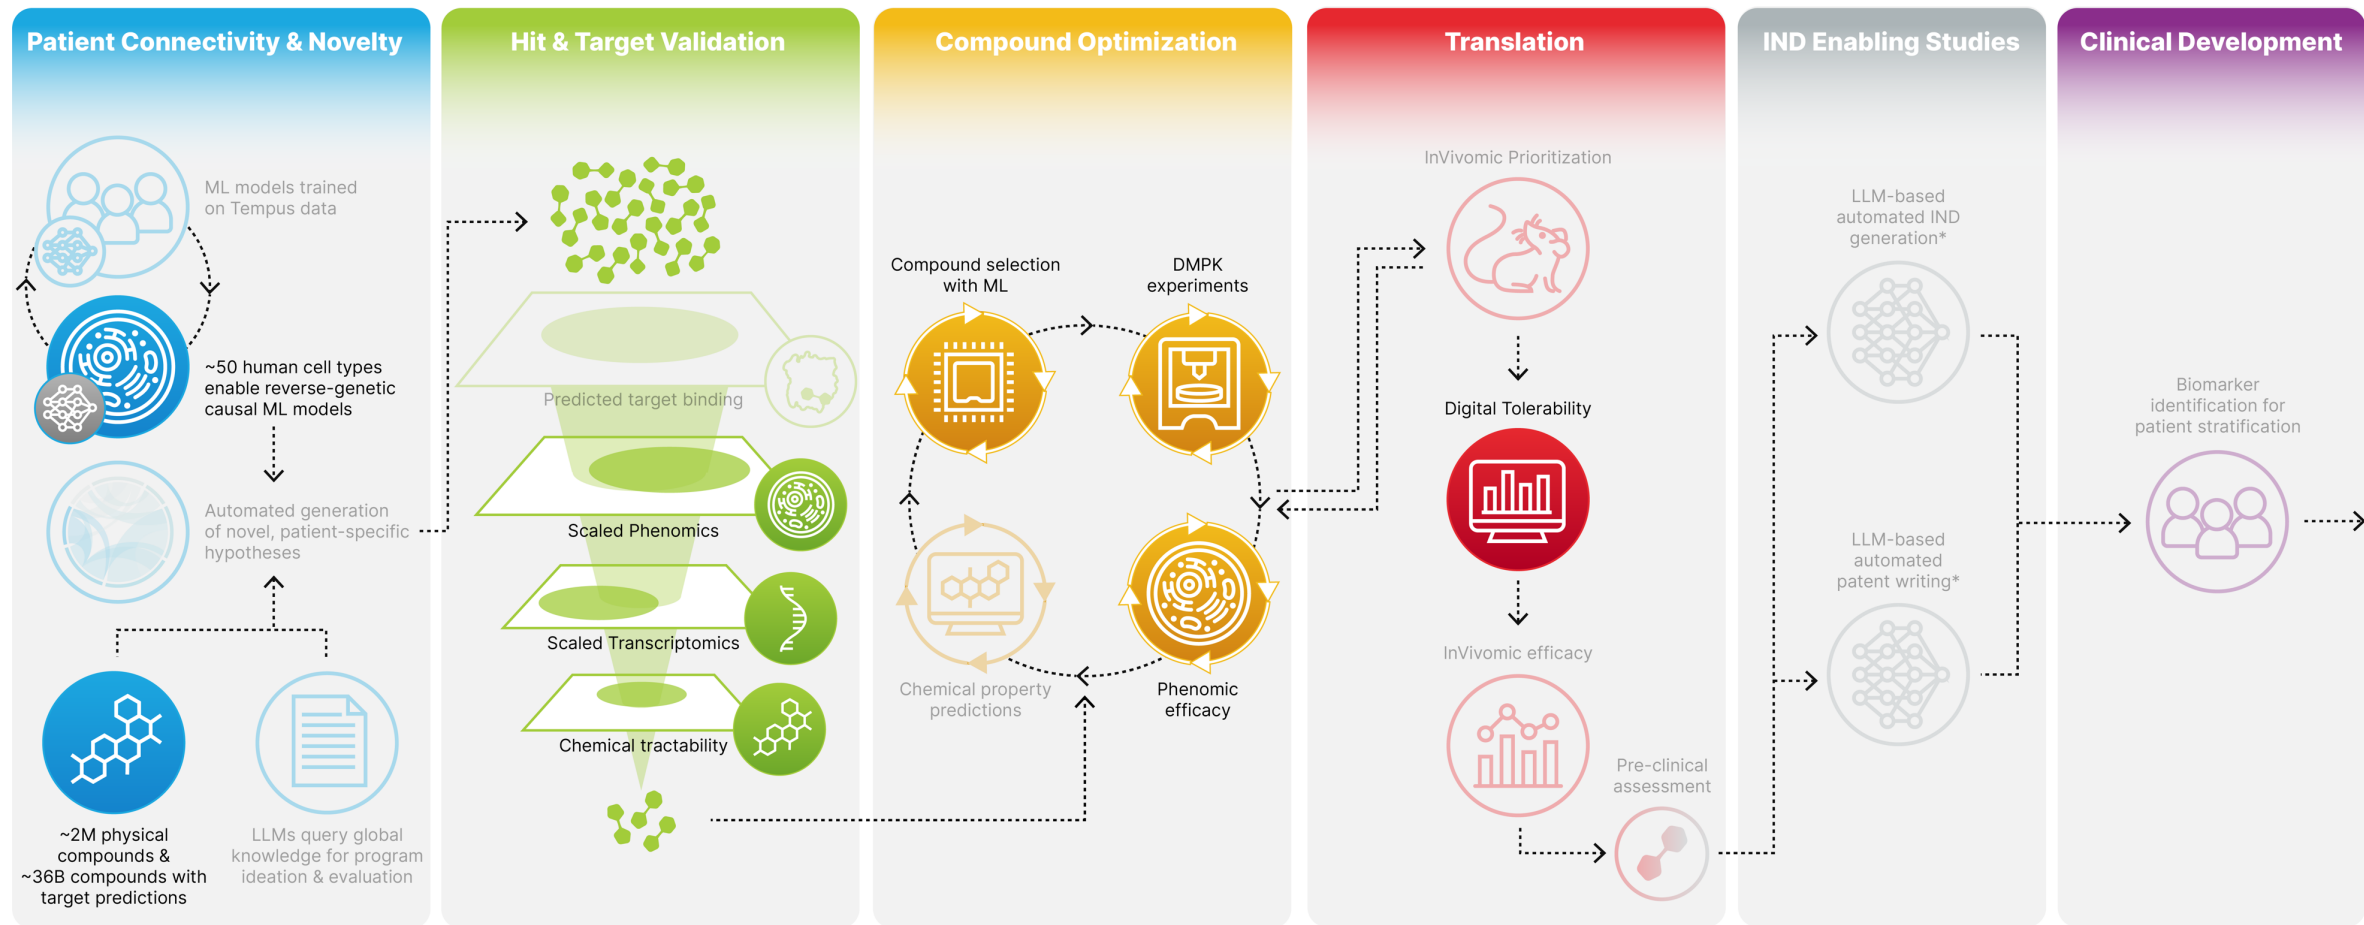 Patient Connectivity & Novelty
ML models trained
on Tempus data
~50 human cell types
enable reverse-genetic
causal ML models
Automated generation
of novel, patient-specific
hypotheses
~2M physical
compounds &
~36B compounds with
target predictions
LLMs query global
knowledge for program
ideation & evaluation
Hit & Target Validation
Predicted target binding
Scaled Phenomics
Scaled Transcriptomics
Chemical tractability
Compound Optimization
Compound selection
with ML
DMPK
experiments
Chemical property
predictions
Phenomic
efficacy
Translation
InVivomic Prioritization
Digital Tolerability
InVivomic efficacy
Pre-clinical
assessment
IND Enabling Studies
LLM-based
automated IND
generation*
LLM-based
automated
patent writing*
Clinical Development
Biomarker
identification for
patient stratification